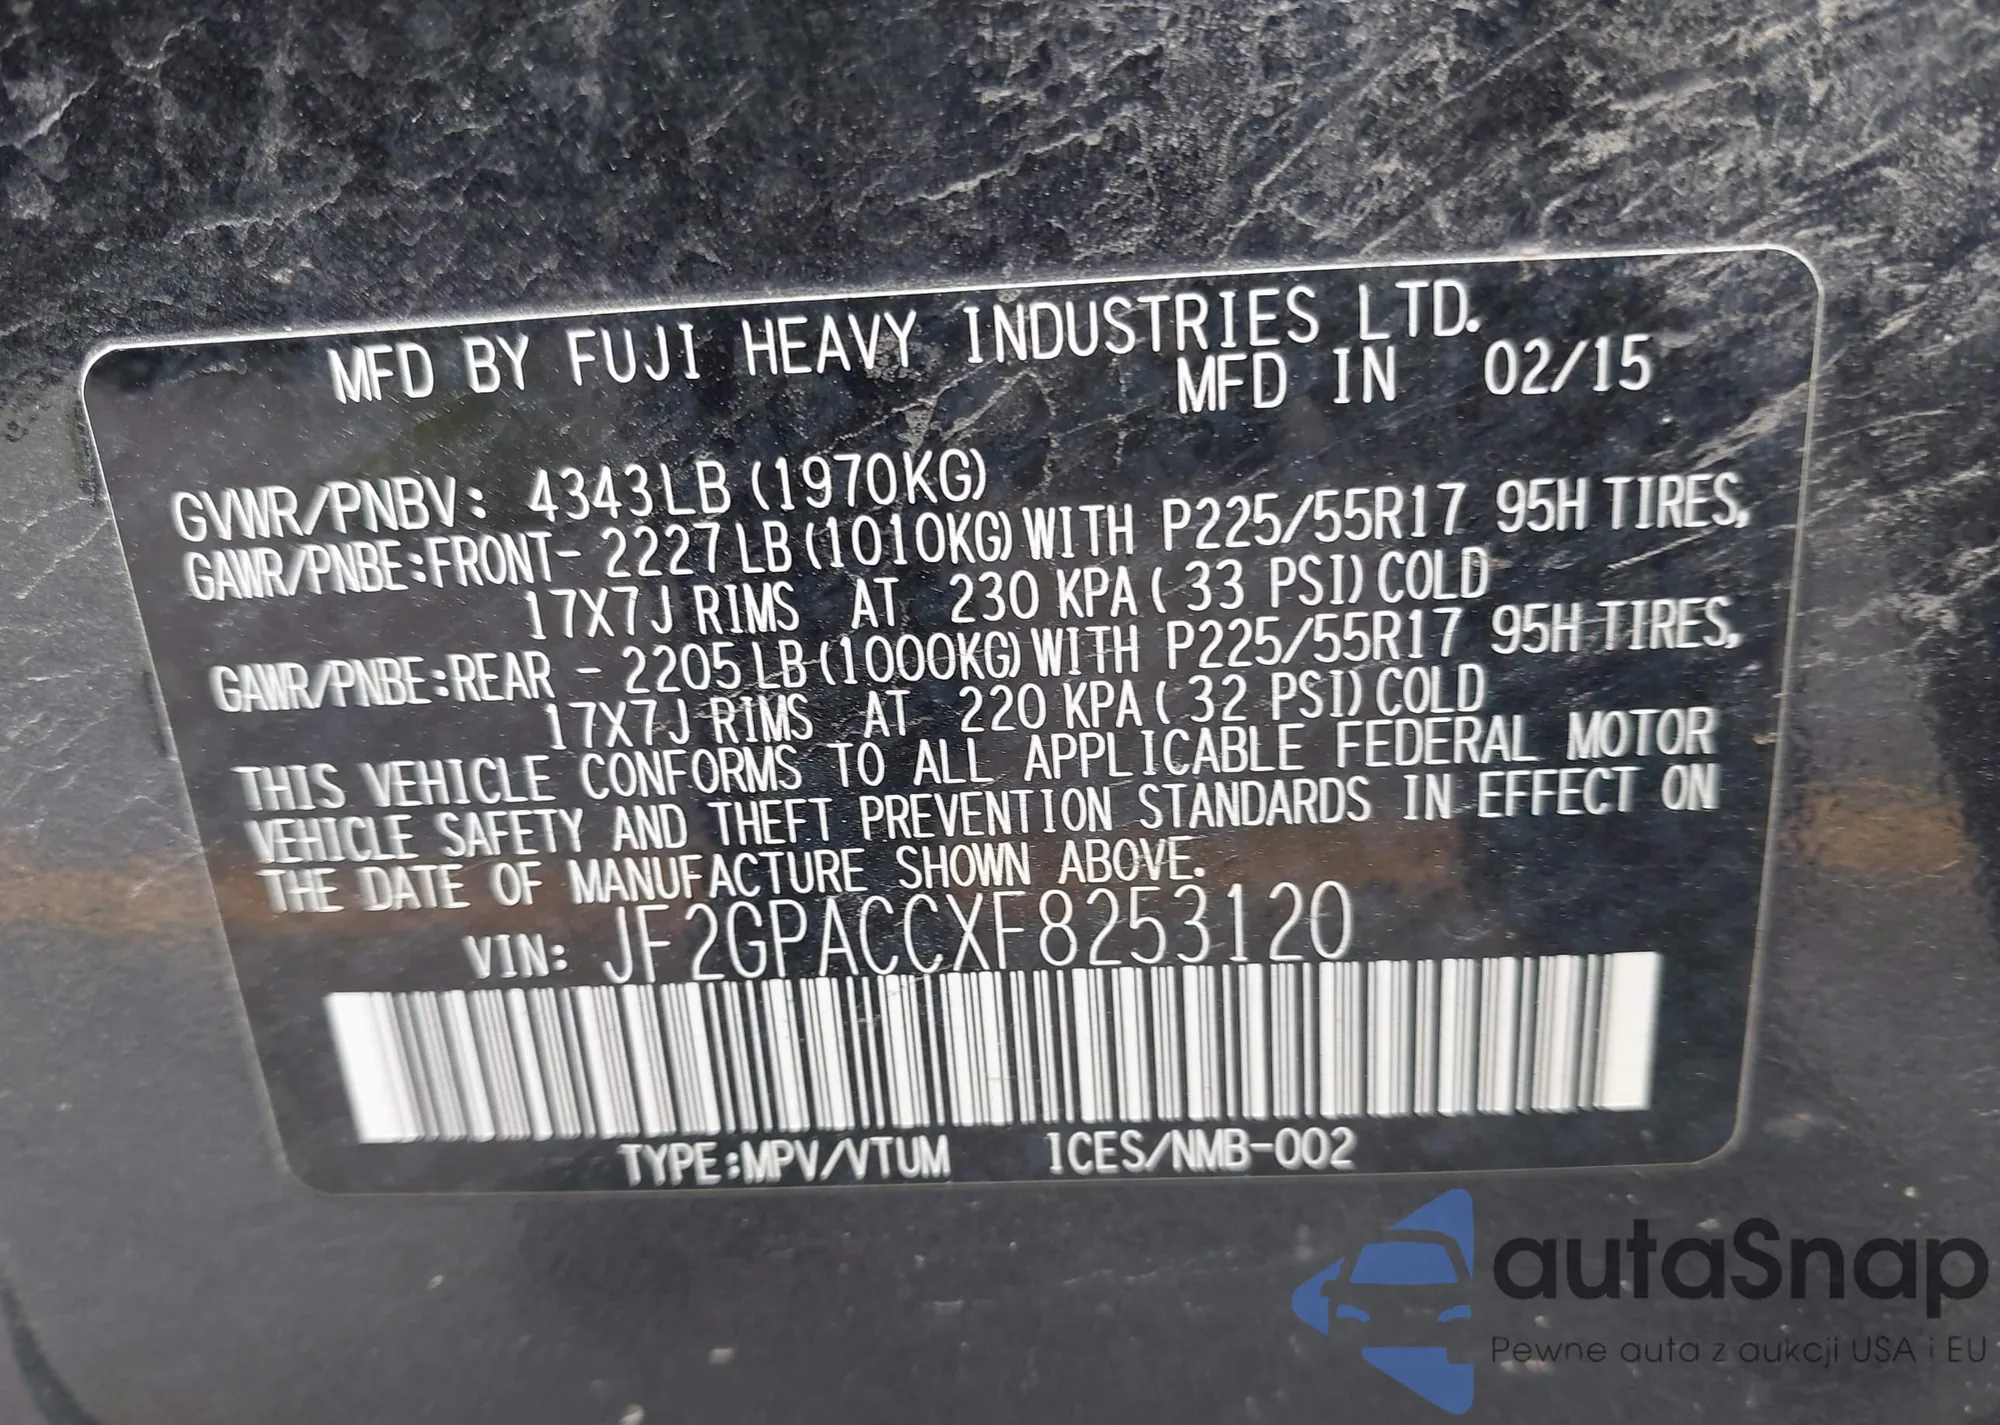 MFD BY FUJI HEAVY INDUSTRIES LTD.
MFD IN 02/15
GVWR/PNBV: 4343LB (1970KG)
GAWR/PNBE:FRONT- 2227 LB (1010KG) WITH P225/55R17 95H TIRES,
17X7J RIMS AT 230 KPA ( 33 PSI) COLD
GAWR/PNBE:REAR - 2205 LB (1000KG) WITH P225/55R17 95H TIRES,
17X7J RIMS AT 220 KPA ( 32 PSI) COLD
THIS VEHICLE CONFORMS TO ALL APPLICABLE FEDERAL MOTOR
VEHICLE SAFETY AND THEFT PREVENTION STANDARDS IN EFFECT ON
THE DATE OF MANUFACTURE SHOWN ABOVE.
VIN: JF2GPACCXF8253120
TYPE:MPV/VTUM ICES/NMB-002
autaSnap
Pewne auta z aukcji USA i EU